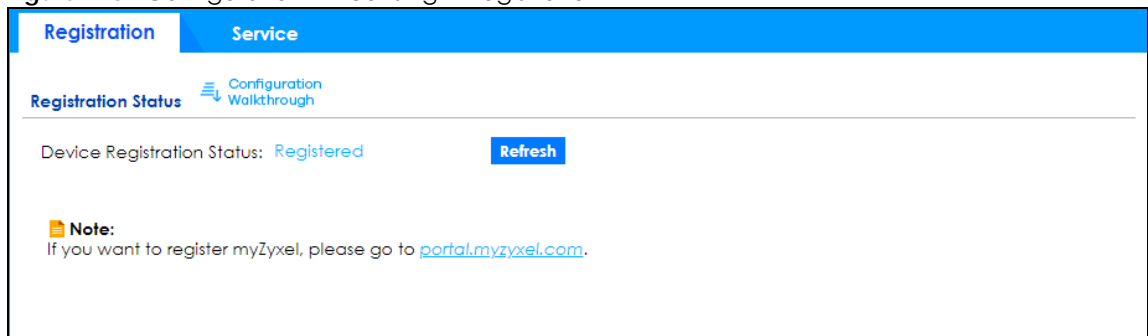 Registration Service
Configuration
Walkthrough
Registration Status
Device Registration Status: Registered Refresh
Note:
If you want to register myZyxel, please go to portal.myzyxel.com.